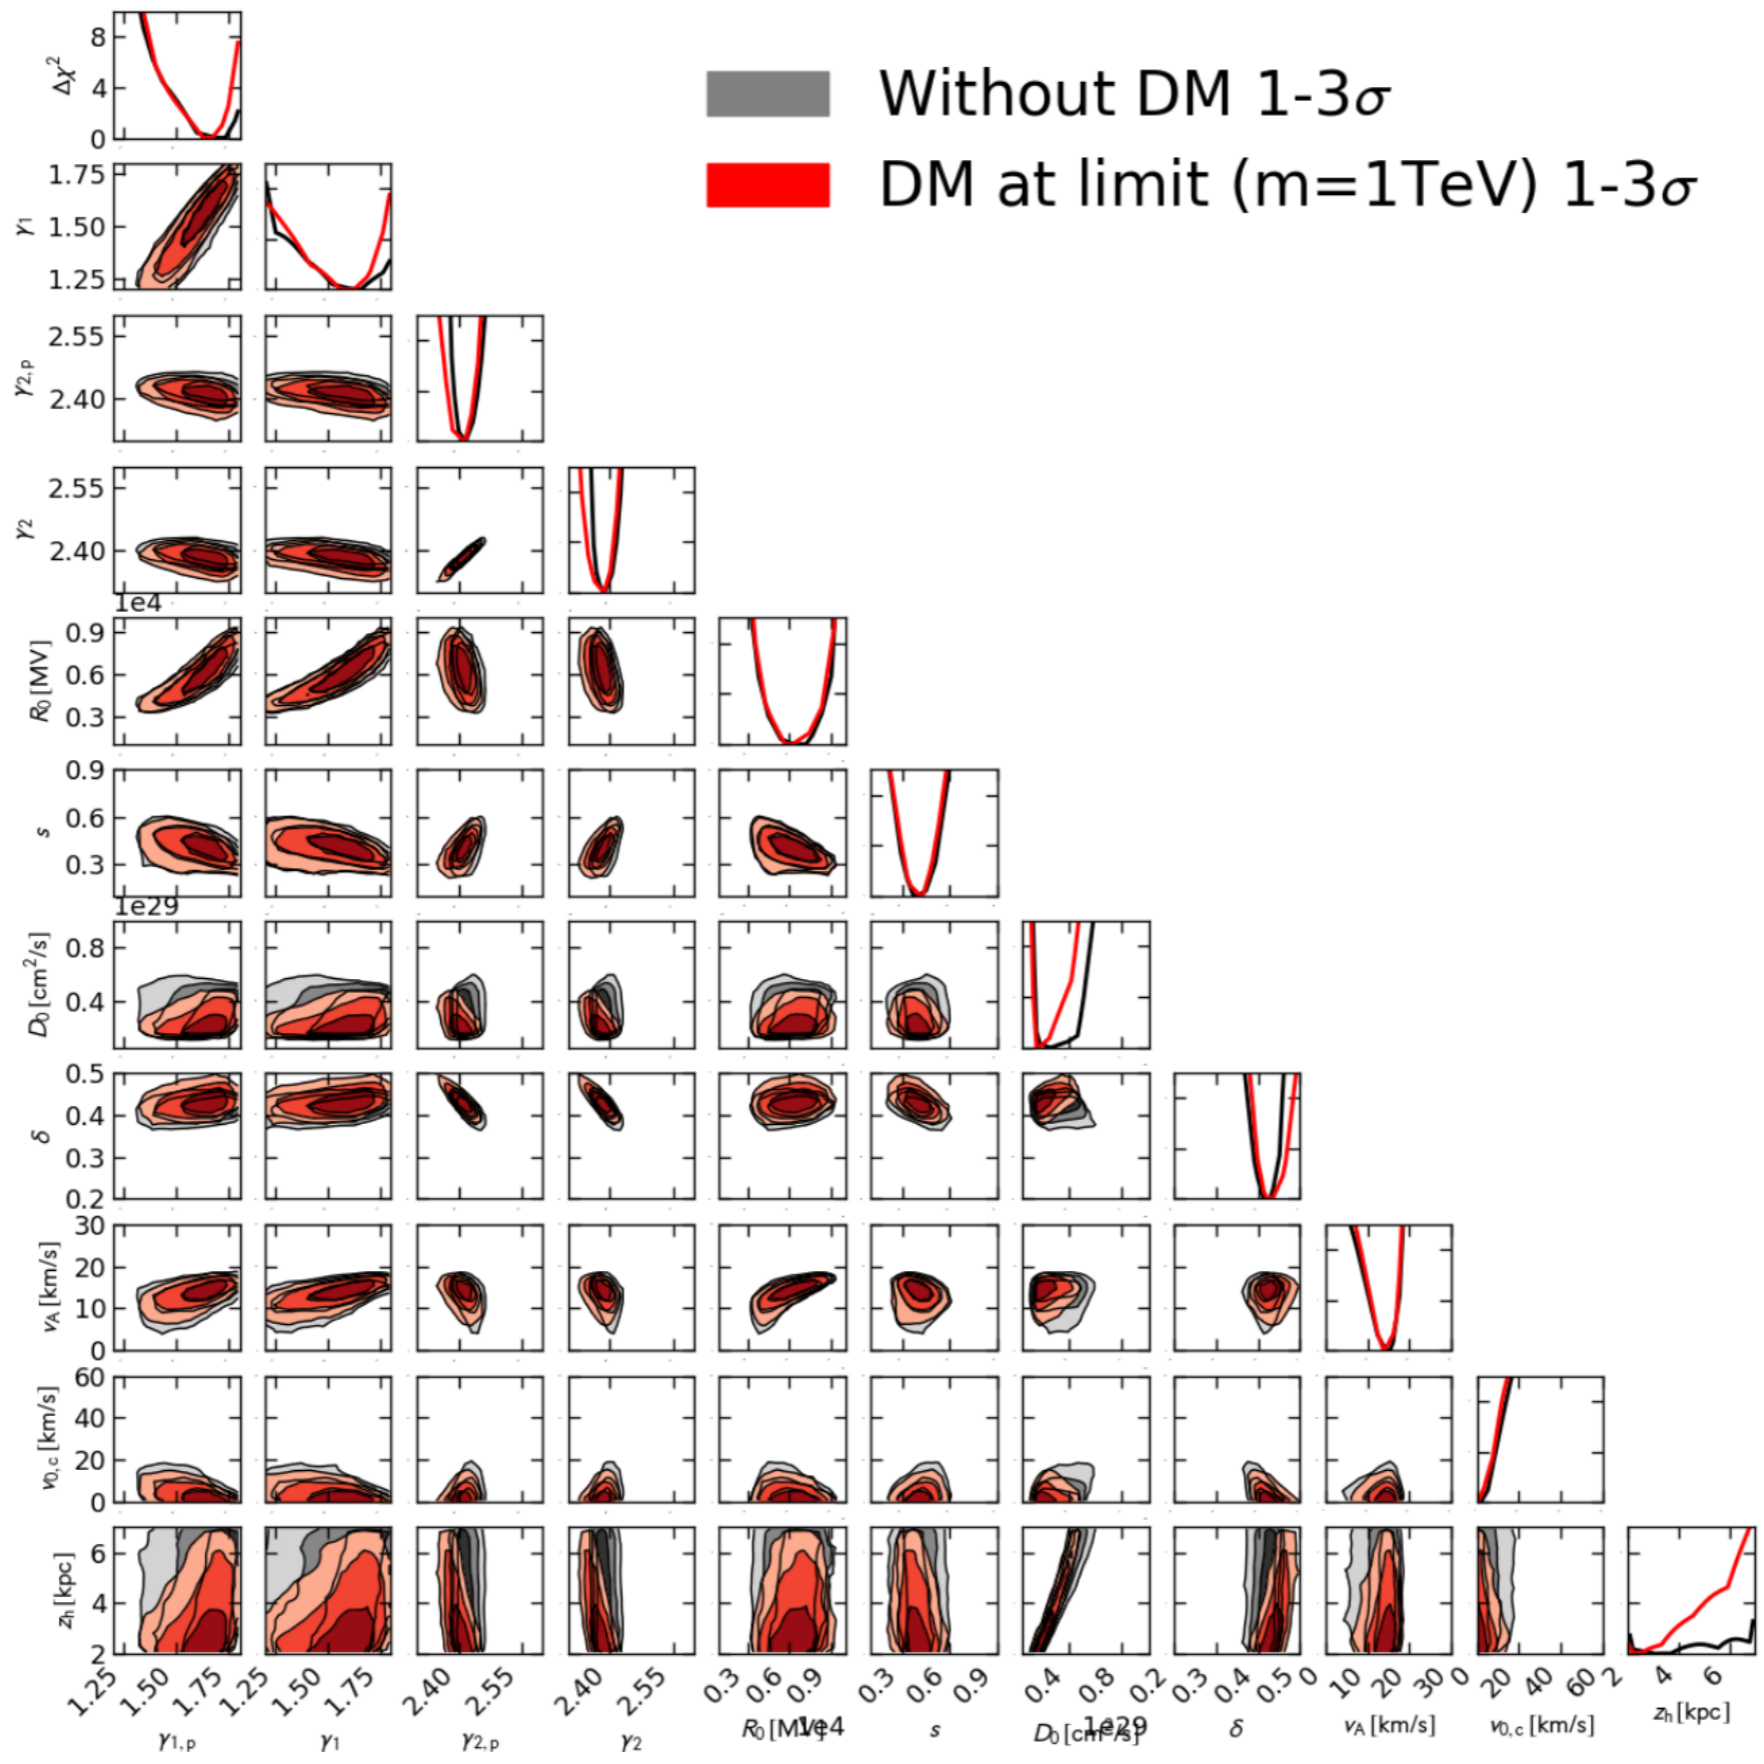 Δχ²
8
4
0
Without DM 1-3σ
DM at limit (m=1TeV) 1-3σ
γ₁
1.75
1.50
1.25
γ₂,ₚ
2.55
2.40
γ₂
2.55
2.40
1e4
R₀ [MV]
0.9
0.6
0.3
s
0.9
0.6
0.3
1e29
D₀ [cm²/s]
0.8
0.4
δ
0.5
0.4
0.3
0.2
v_A [km/s]
30
20
10
0
v_0,c [km/s]
60
40
20
0
z_h [kpc]
6
4
2
1.25 1.50 1.75 1.25 1.50 1.75 2.40 2.55 2.40 2.55 0.3 0.6 0.9 0.3 0.6 0.9 0.4 0.8 0.2 0.3 0.4 0.5 0 10 20 30 0 20 40 60 2 4 6
γ₁,ₚ γ₁ γ₂,ₚ γ₂ R₀ [MV] 1e4 s D₀ [cm²/s] 1e29 δ v_A [km/s] v_0,c [km/s] z_h [kpc]